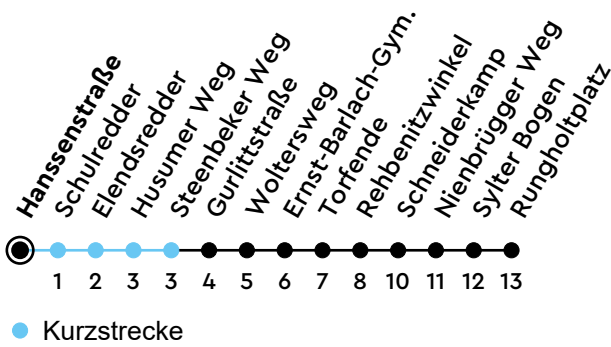 Hanssenstraße
Schulredder
Elendsredder
Husumer Weg
Steenbeker Weg
Gurlittstraße
Woltersweg
Ernst-Barlach-Gym.
Torfende
Rehbenitzwinkel
Schneiderkamp
Nienbrügger Weg
Sylter Bogen
Rungholtplatz
1 2 3 3 4 5 6 7 8 10 11 12 13
Kurzstrecke